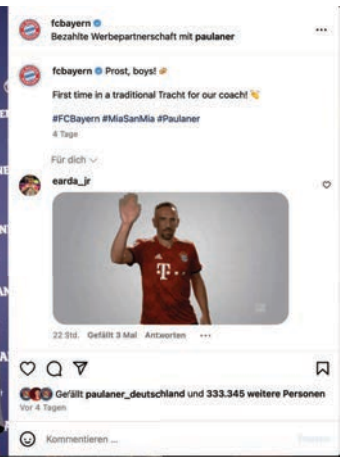 fcbayern
Bezahlte Werbepartnerschaft mit paulaner
fcbayern Prost, boys!
First time in a traditional Tracht for our coach!
#FCBayern #MiaSanMia #Paulaner
4 Tage
Für dich
earda_jr
T..
22 Std. Gefällt 3 Mal Antworten
Gefällt paulaner_deutschland und 333.345 weitere Personen
Vor 4 Tagen
Kommentieren ...